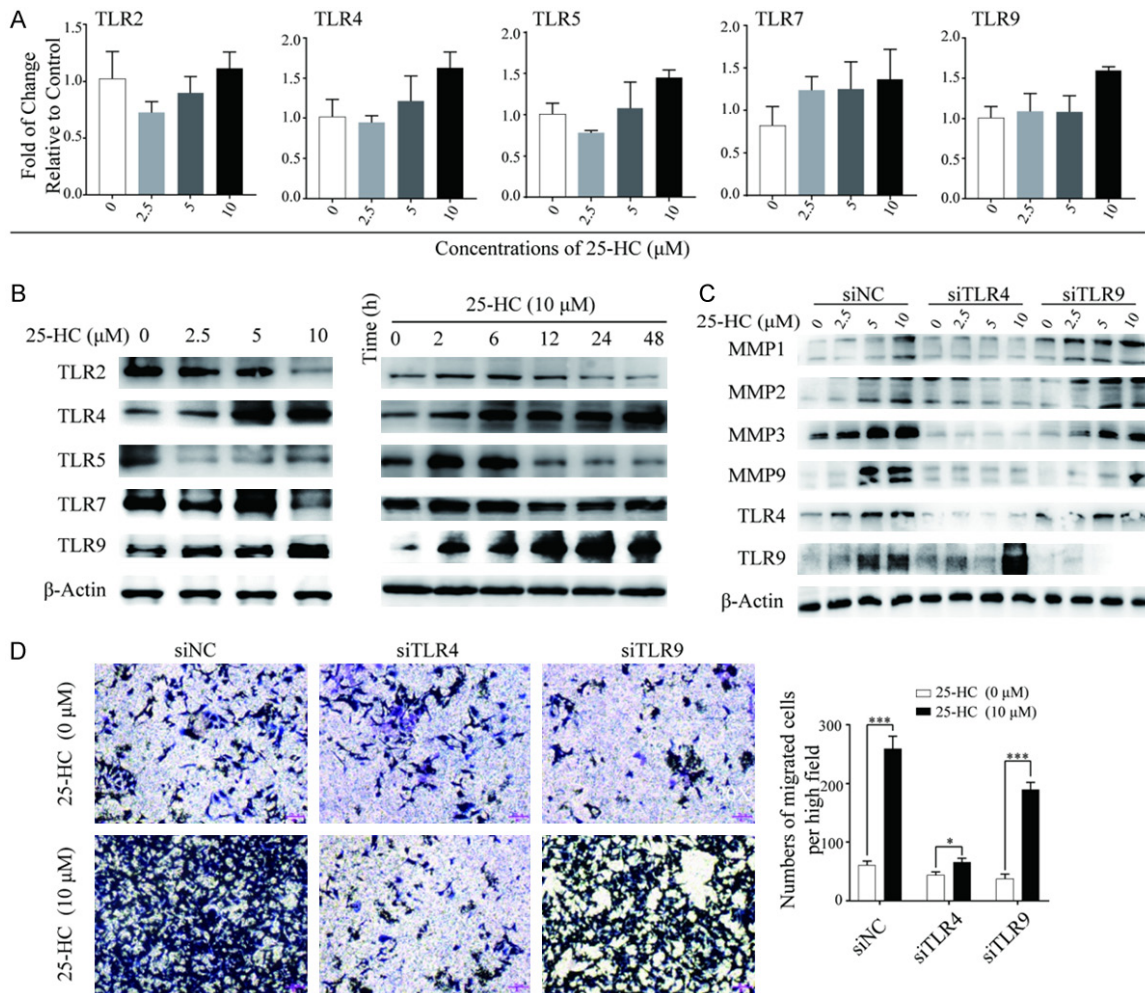 A
TLR2 TLR4 TLR5 TLR7 TLR9
Fold of Change
Relative to Control
1.5 1.0 0.5 0.0
2.0 1.5 1.0 0.5 0.0
2.0 1.5 1.0 0.5 0.0
2.0 1.5 1.0 0.5 0.0
2.0 1.5 1.0 0.5 0.0
0 2.5 5 10 0 2.5 5 10 0 2.5 5 10 0 2.5 5 10 0 2.5 5 10
Concentrations of 25-HC (μM)
B
25-HC (μM) 0 2.5 5 10
Time (h)
25-HC (10 μM)
0 2 6 12 24 48
TLR2
TLR4
TLR5
TLR7
TLR9
β-Actin
C
siNC siTLR4 siTLR9
25-HC (μM) 0 2.5 5 10 0 2.5 5 10 0 2.5 5 10
MMP1
MMP2
MMP3
MMP9
TLR4
TLR9
β-Actin
D
siNC siTLR4 siTLR9
25-HC (0 μM)
25-HC (10 μM)
25-HC (0 μM)
25-HC (10 μM)
Numbers of migrated cells
per high field
300
200
100
0
***
*
***
siNC siTLR4 siTLR9